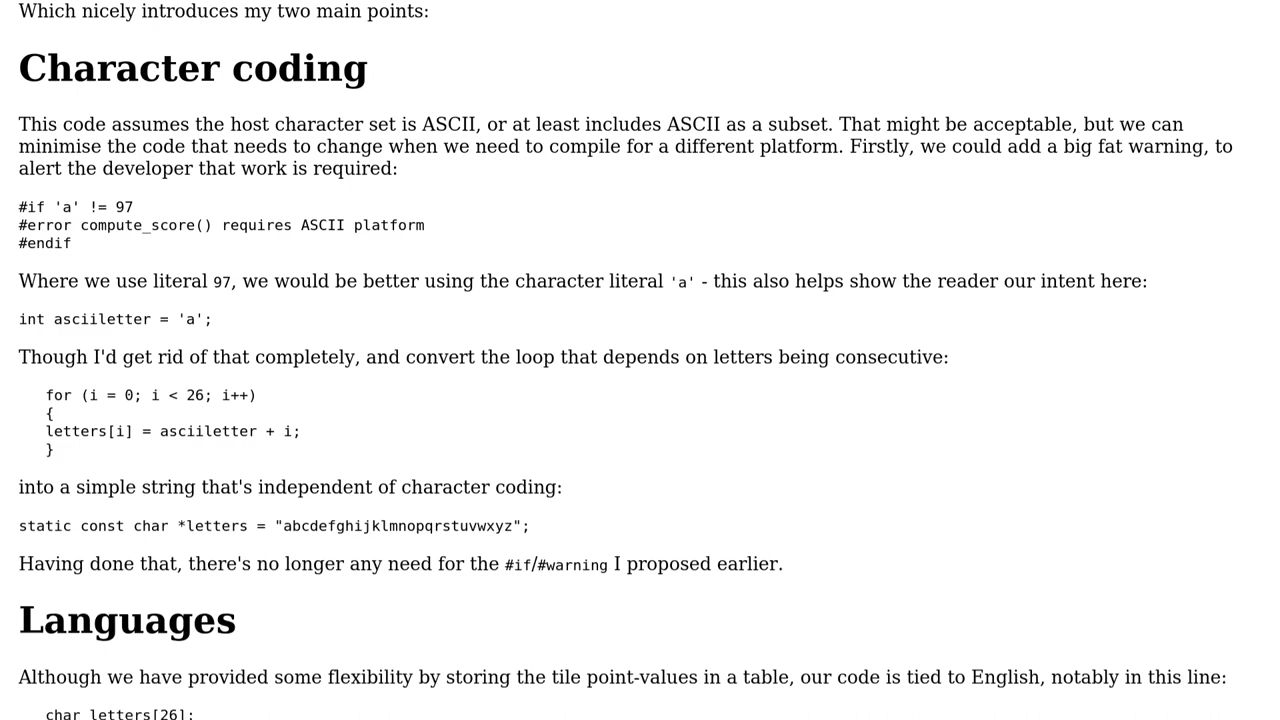 Which nicely introduces my two main points:
Character coding
This code assumes the host character set is ASCII, or at least includes ASCII as a subset. That might be acceptable, but we can
minimise the code that needs to change when we need to compile for a different platform. Firstly, we could add a big fat warning, to
alert the developer that work is required:
#if 'a' != 97
#error compute_score() requires ASCII platform
#endif
Where we use literal 97, we would be better using the character literal 'a' - this also helps show the reader our intent here:
int asciiletter = 'a';
Though I'd get rid of that completely, and convert the loop that depends on letters being consecutive:
for (i = 0; i < 26; i++)
{
letters[i] = asciiletter + i;
}
into a simple string that's independent of character coding:
static const char *letters = "abcdefghijklmnopqrstuvwxyz";
Having done that, there's no longer any need for the #if/#warning I proposed earlier.
Languages
Although we have provided some flexibility by storing the tile point-values in a table, our code is tied to English, notably in this line:
char letters[26];